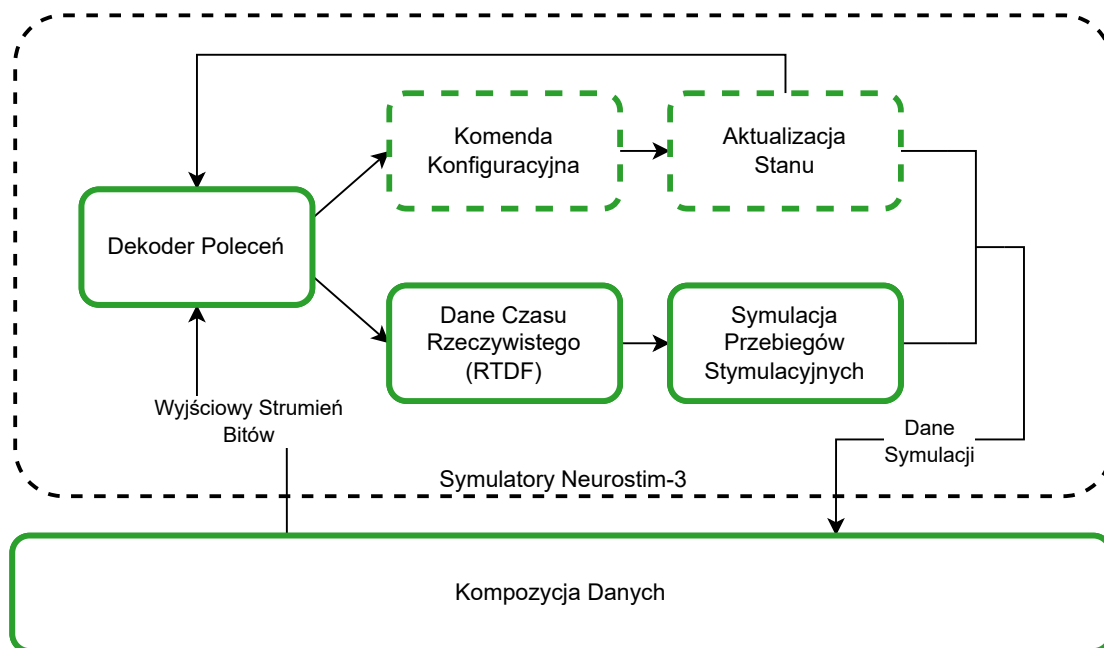 Komenda
Konfiguracyjna
Aktualizacja
Stanu
Dekoder Poleceń
Dane Czasu
Rzeczywistego
(RTDF)
Symulacja
Przebiegów
Stymulacyjnych
Wyjściowy Strumień
Bitów
Dane
Symulacji
Symulatory Neurostim-3
Kompozycja Danych